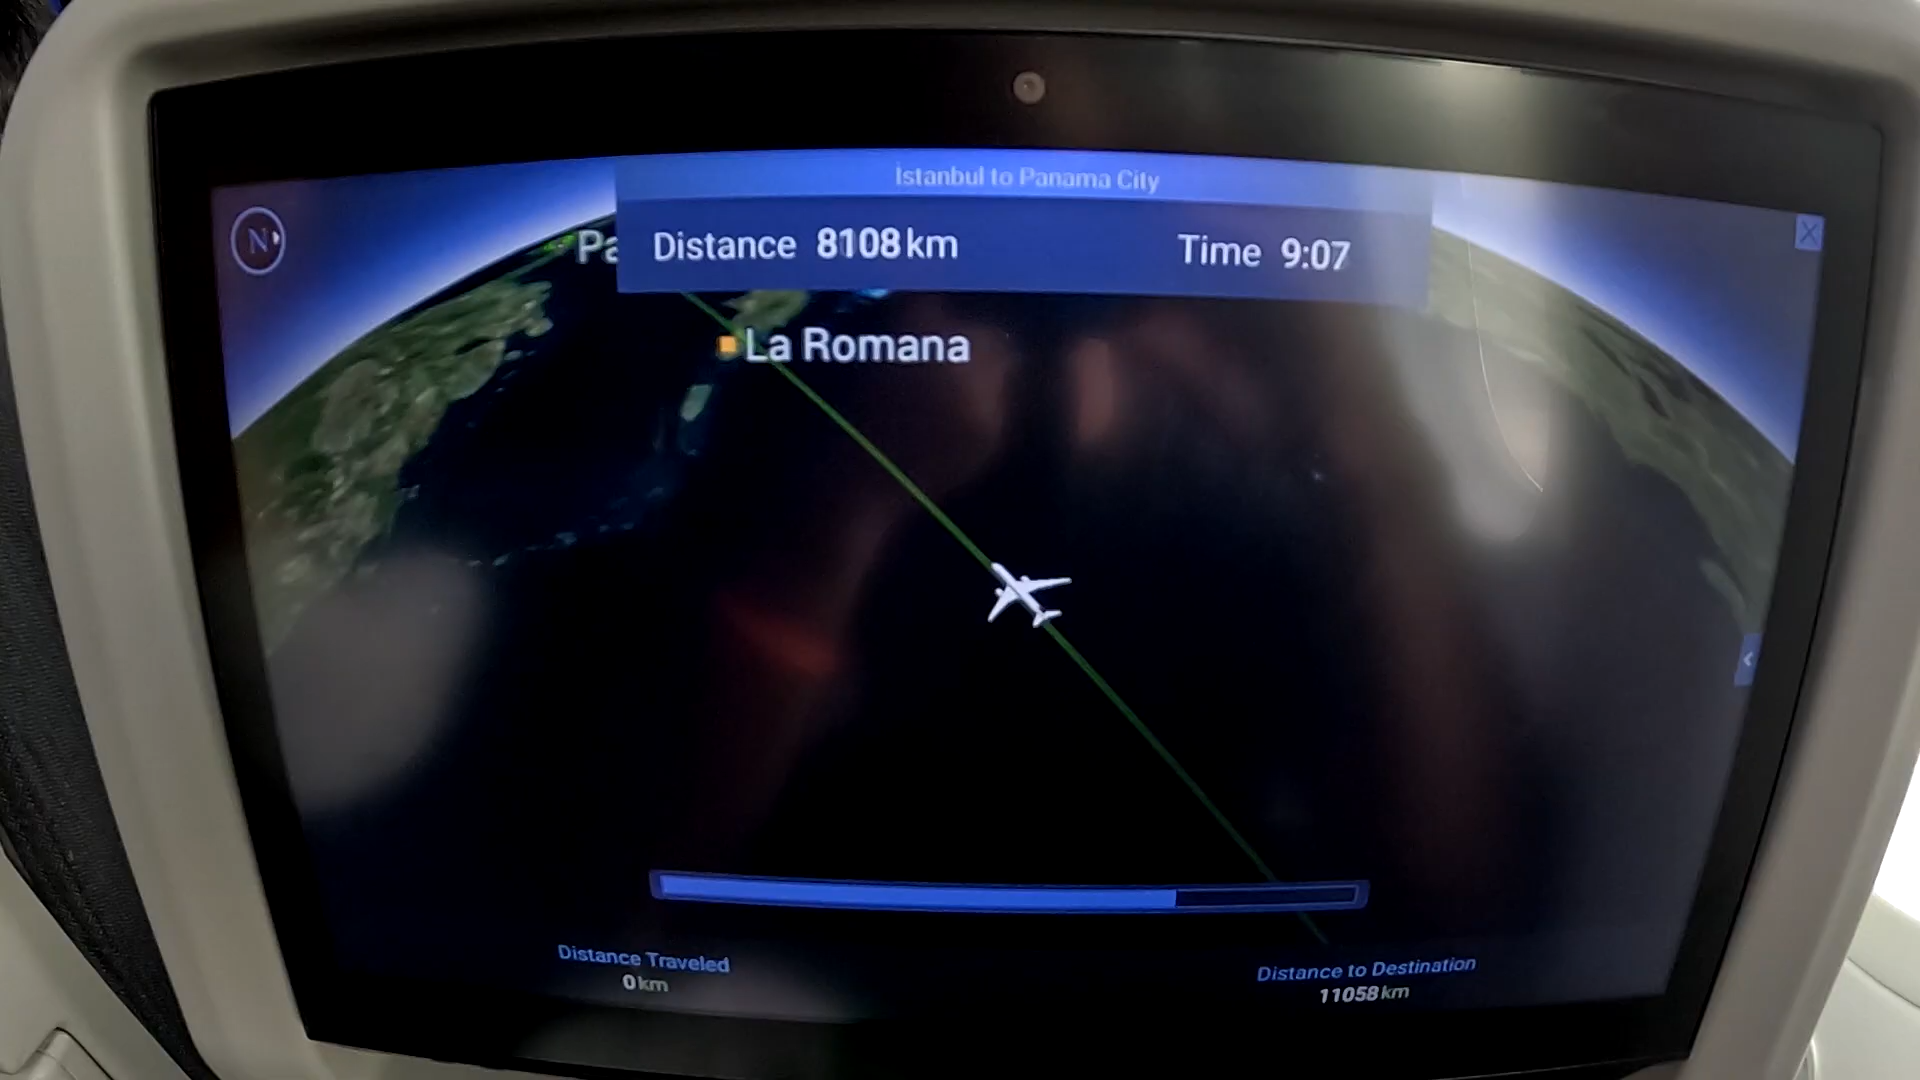 İstanbul to Panama City
N
Pa
Distance 8108 km
Time 9:07
La Romana
Distance Traveled
0 km
Distance to Destination
11058 km